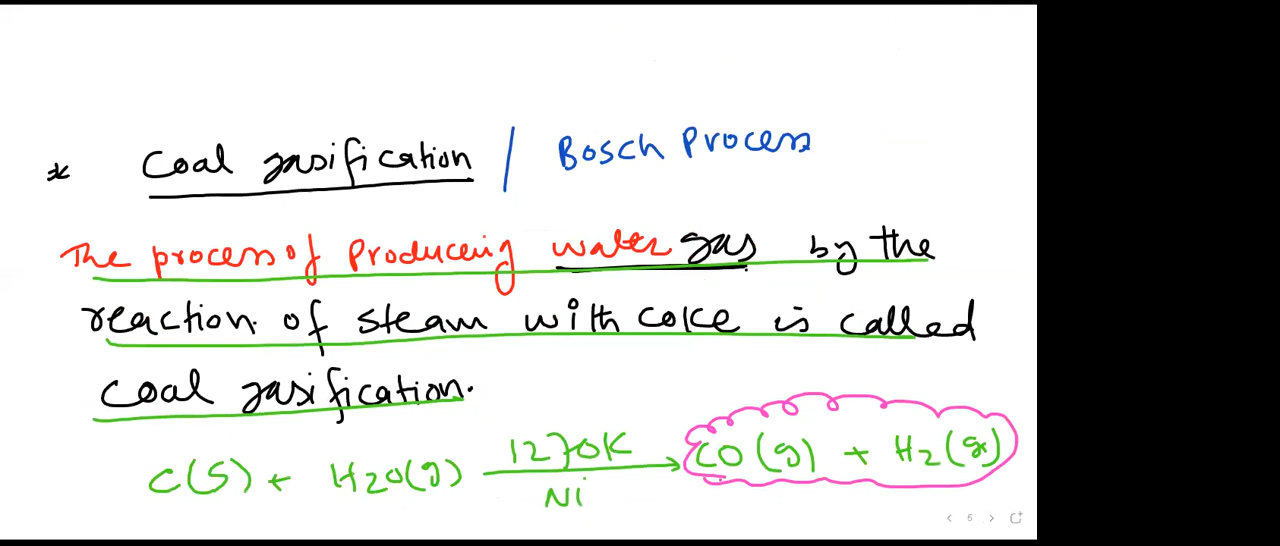 * Coal gasification / Bosch Process
The process of Producing water gas by the
reaction of steam with coke is called
coal gasification.
C(S) + H2O(g) 1270K Ni → CO(g) + H2(g)
< 6 >